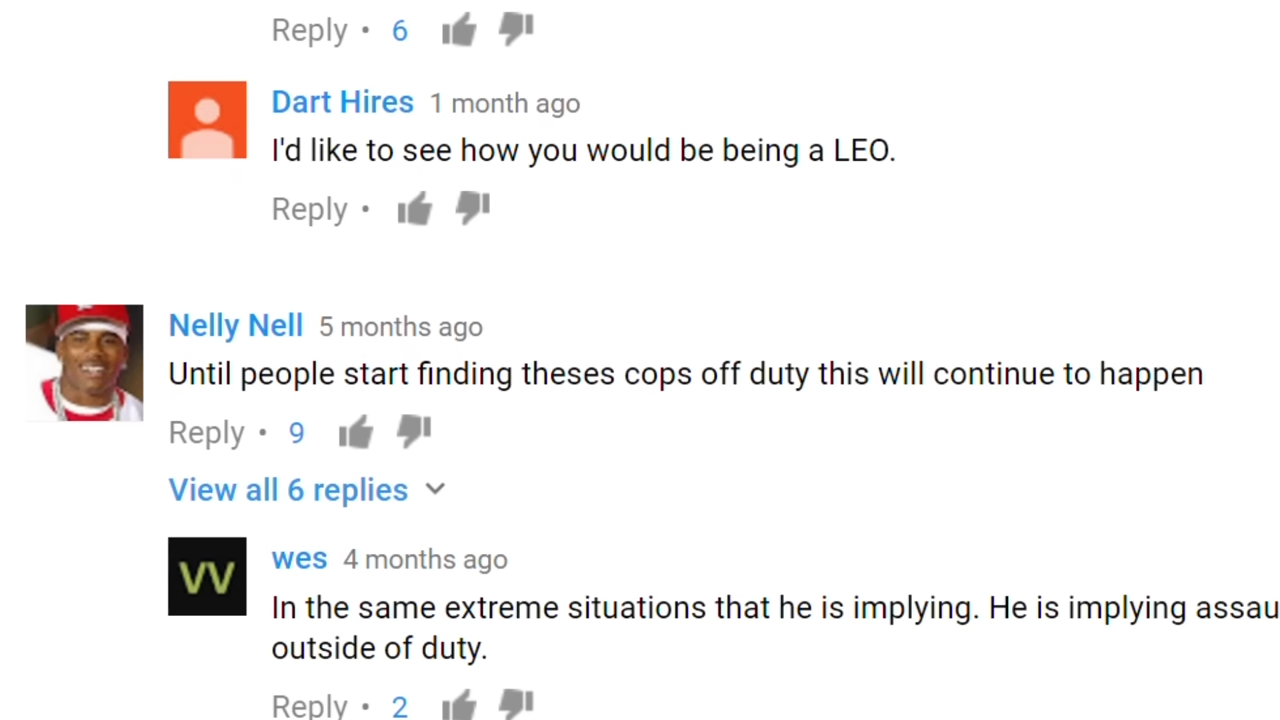 Reply • 6
Dart Hires 1 month ago
I'd like to see how you would be being a LEO.
Reply •
Nelly Nell 5 months ago
Until people start finding theses cops off duty this will continue to happen
Reply • 9
View all 6 replies
VV
wes 4 months ago
In the same extreme situations that he is implying. He is implying assau
outside of duty.
Reply • 2